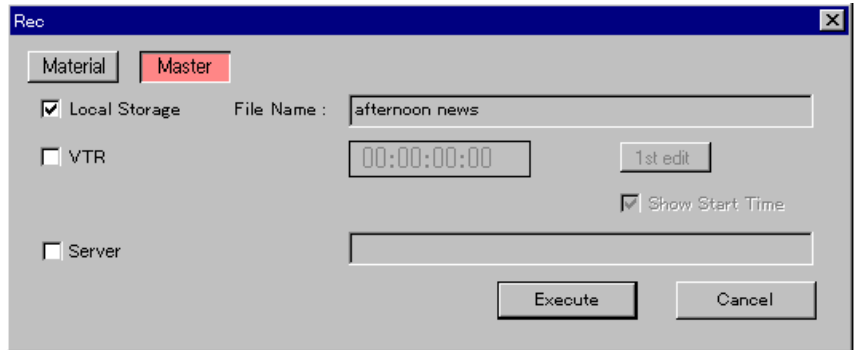 Rec
Material Master
Local Storage File Name : afternoon news
VTR 00:00:00:00 1st edit
Show Start Time
Server
Execute Cancel